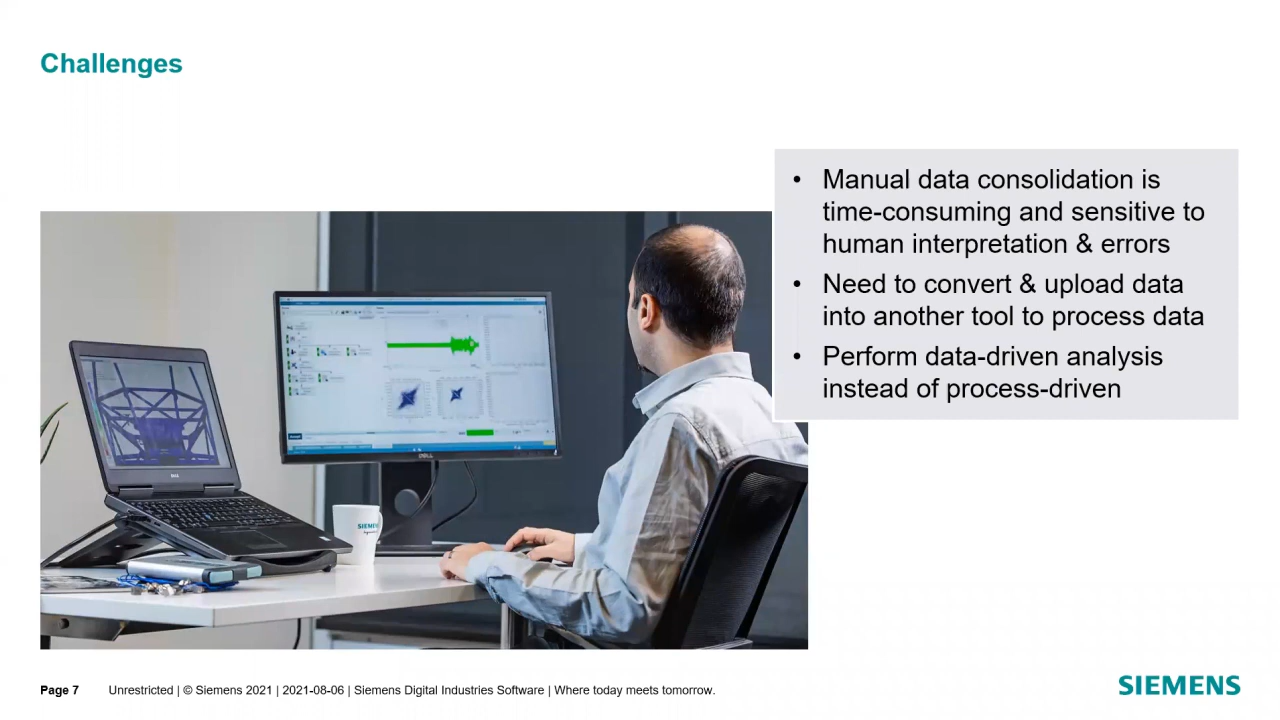 Challenges
• Manual data consolidation is
time-consuming and sensitive to
human interpretation & errors
• Need to convert & upload data
into another tool to process data
• Perform data-driven analysis
instead of process-driven
DELL
SIEMENS
Page 7 Unrestricted | © Siemens 2021 | 2021-08-06 | Siemens Digital Industries Software | Where today meets tomorrow.
SIEMENS